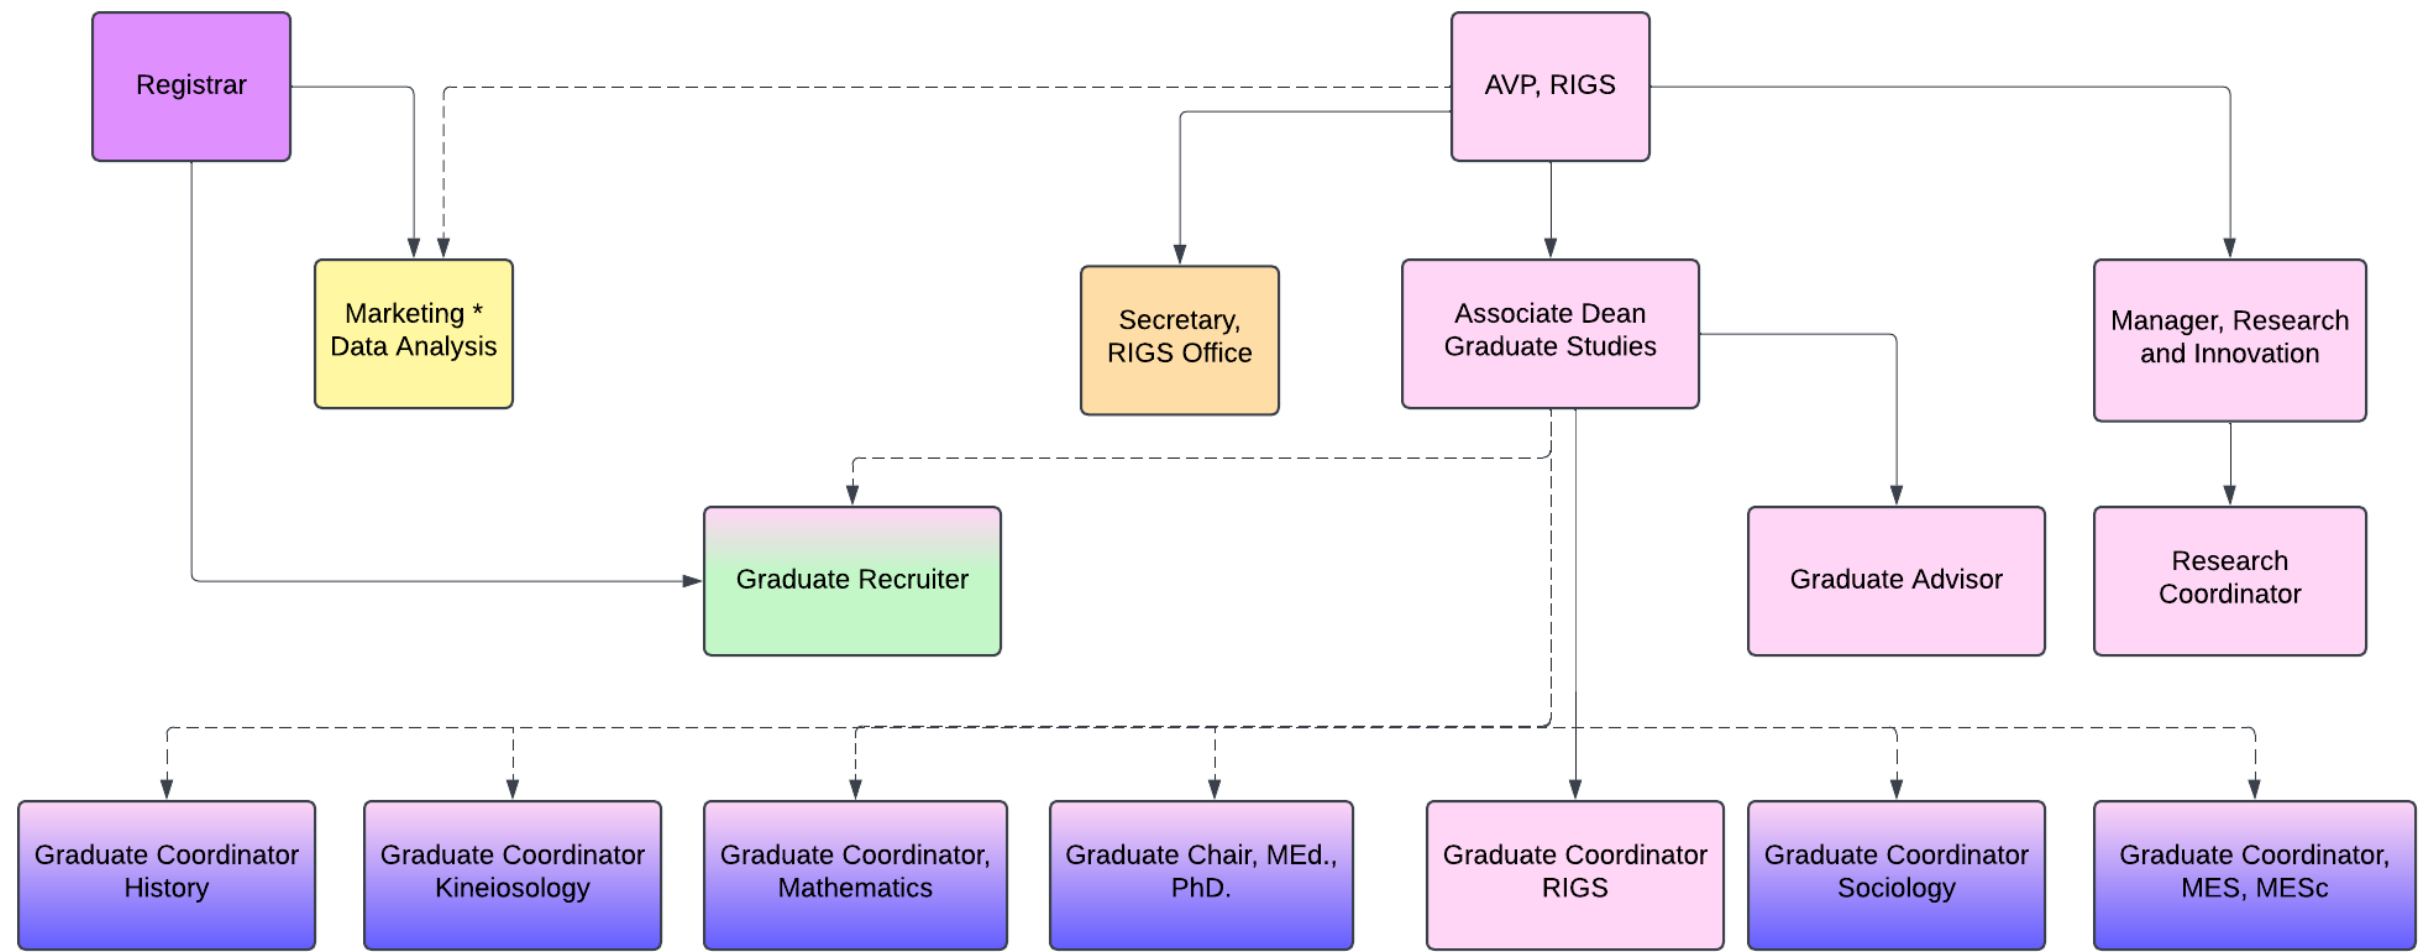 Registrar
AVP, RIGS
Marketing *
Data Analysis
Secretary,
RIGS Office
Associate Dean
Graduate Studies
Manager, Research
and Innovation
Graduate Recruiter
Graduate Advisor
Research
Coordinator
Graduate Coordinator
History
Graduate Coordinator
Kineiosology
Graduate Coordinator,
Mathematics
Graduate Chair, MEd.,
PhD.
Graduate Coordinator
RIGS
Graduate Coordinator
Sociology
Graduate Coordinator,
MES, MESc